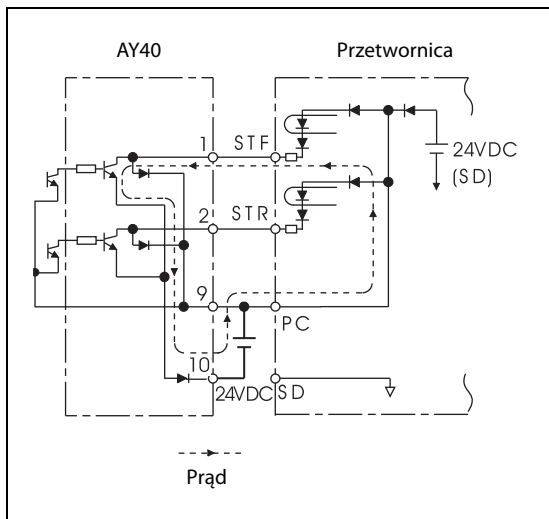 AY40
Przetwornica
1
STF
24VDC
(SD)
2
STR
9
PC
10
24VDC
SD
Prąd